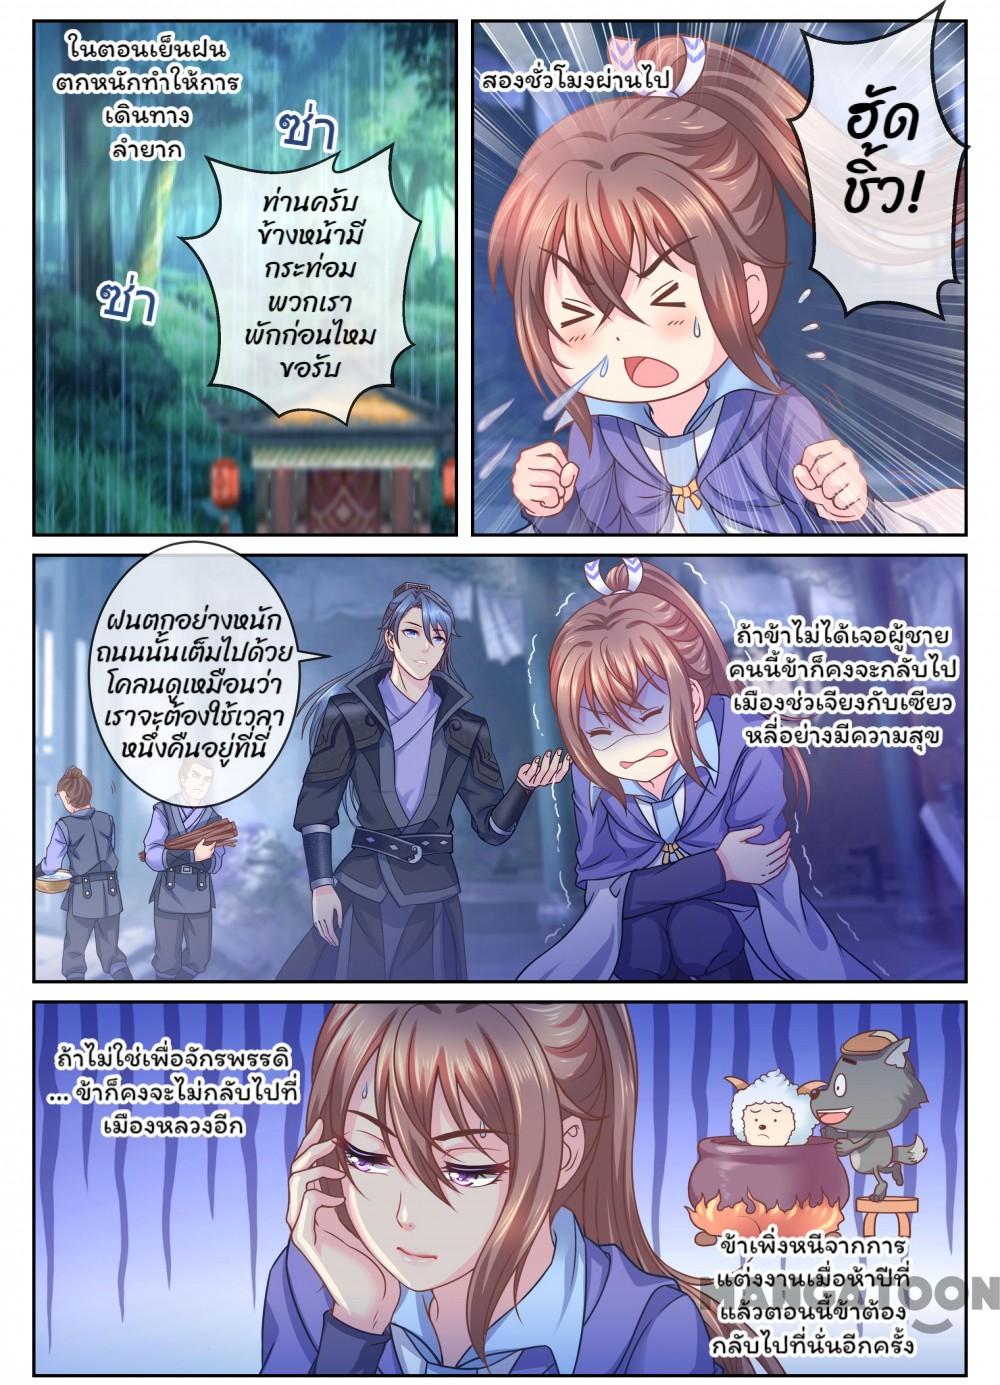 ในตอนเย็นฝน
ตกหนักทำให้การ
เดินทาง
ลำยาก
ซ่า
ท่านครับ
ข้างหน้ามี
กระท่อม
พวกเรา
พักก่อนไหม
ขอรับ
ซ่า
สองชั่วโมงผ่านไป
ฮัด
ชิ้ว!
ฝนตกอย่างหนัก
ถนนนั้นเต็มไปด้วย
โคลนดูเหมือนว่า
เราจะต้องใช้เวลา
หนึ่งคืนอยู่ที่นี่
ถ้าข้าไม่ได้เจอผู้ชาย
คนนี้ข้าก็คงจะกลับไป
เมืองซ่วเจียงกับเซียว
หลี่อย่างมีความสุข
ถ้าไม่ใช่เพื่อจักรพรรดิ
... ข้าก็คงจะไม่กลับไปที่
เมืองหลวงอีก
ข้าเพิ่งหนีจากการ
แต่งงานเมื่อห้าปีที่
แล้วตอนนี้ข้าต้อง
กลับไปที่นั่นอีกครั้ง
MANGATOON